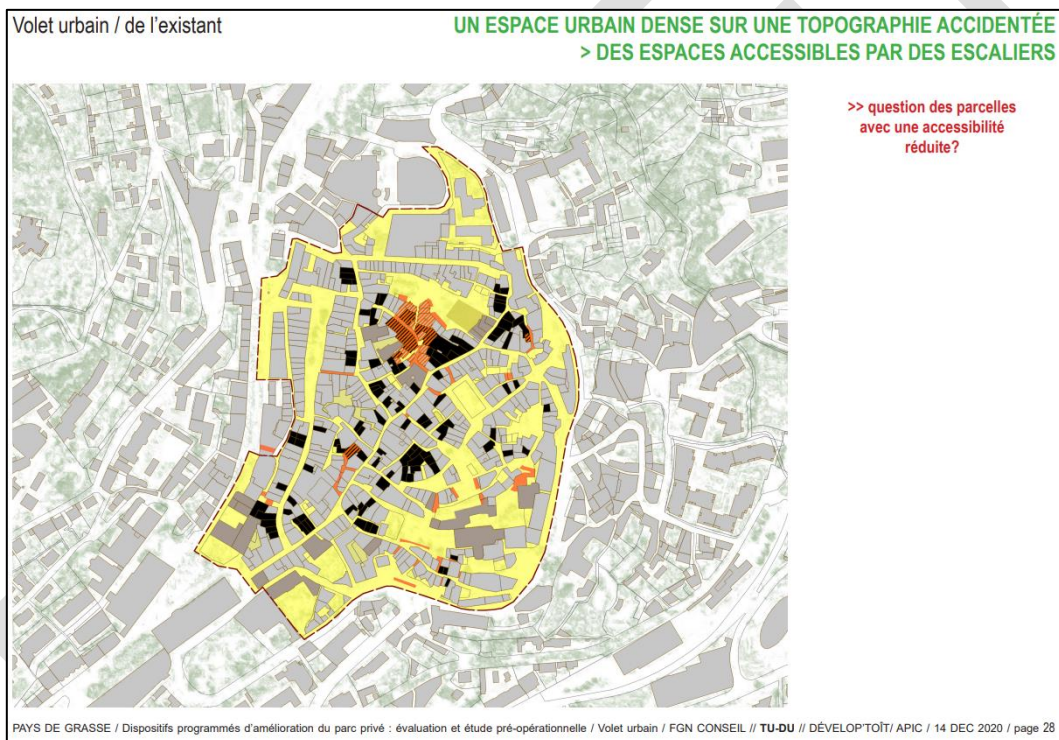 Volet urbain / de l'existant
UN ESPACE URBAIN DENSE SUR UNE TOPOGRAPHIE ACCIDENTÉE
> DES ESPACES ACCESSIBLES PAR DES ESCALIERS
>> question des parcelles
avec une accessibilité
réduite?
PAYS DE GRASSE / Dispositifs programmés d'amélioration du parc privé : évaluation et étude pré-opérationnelle / Volet urbain / FGN CONSEIL // TU-DU // DÉVELOP'TOÎT/ APIC / 14 DEC 2020 / page 28